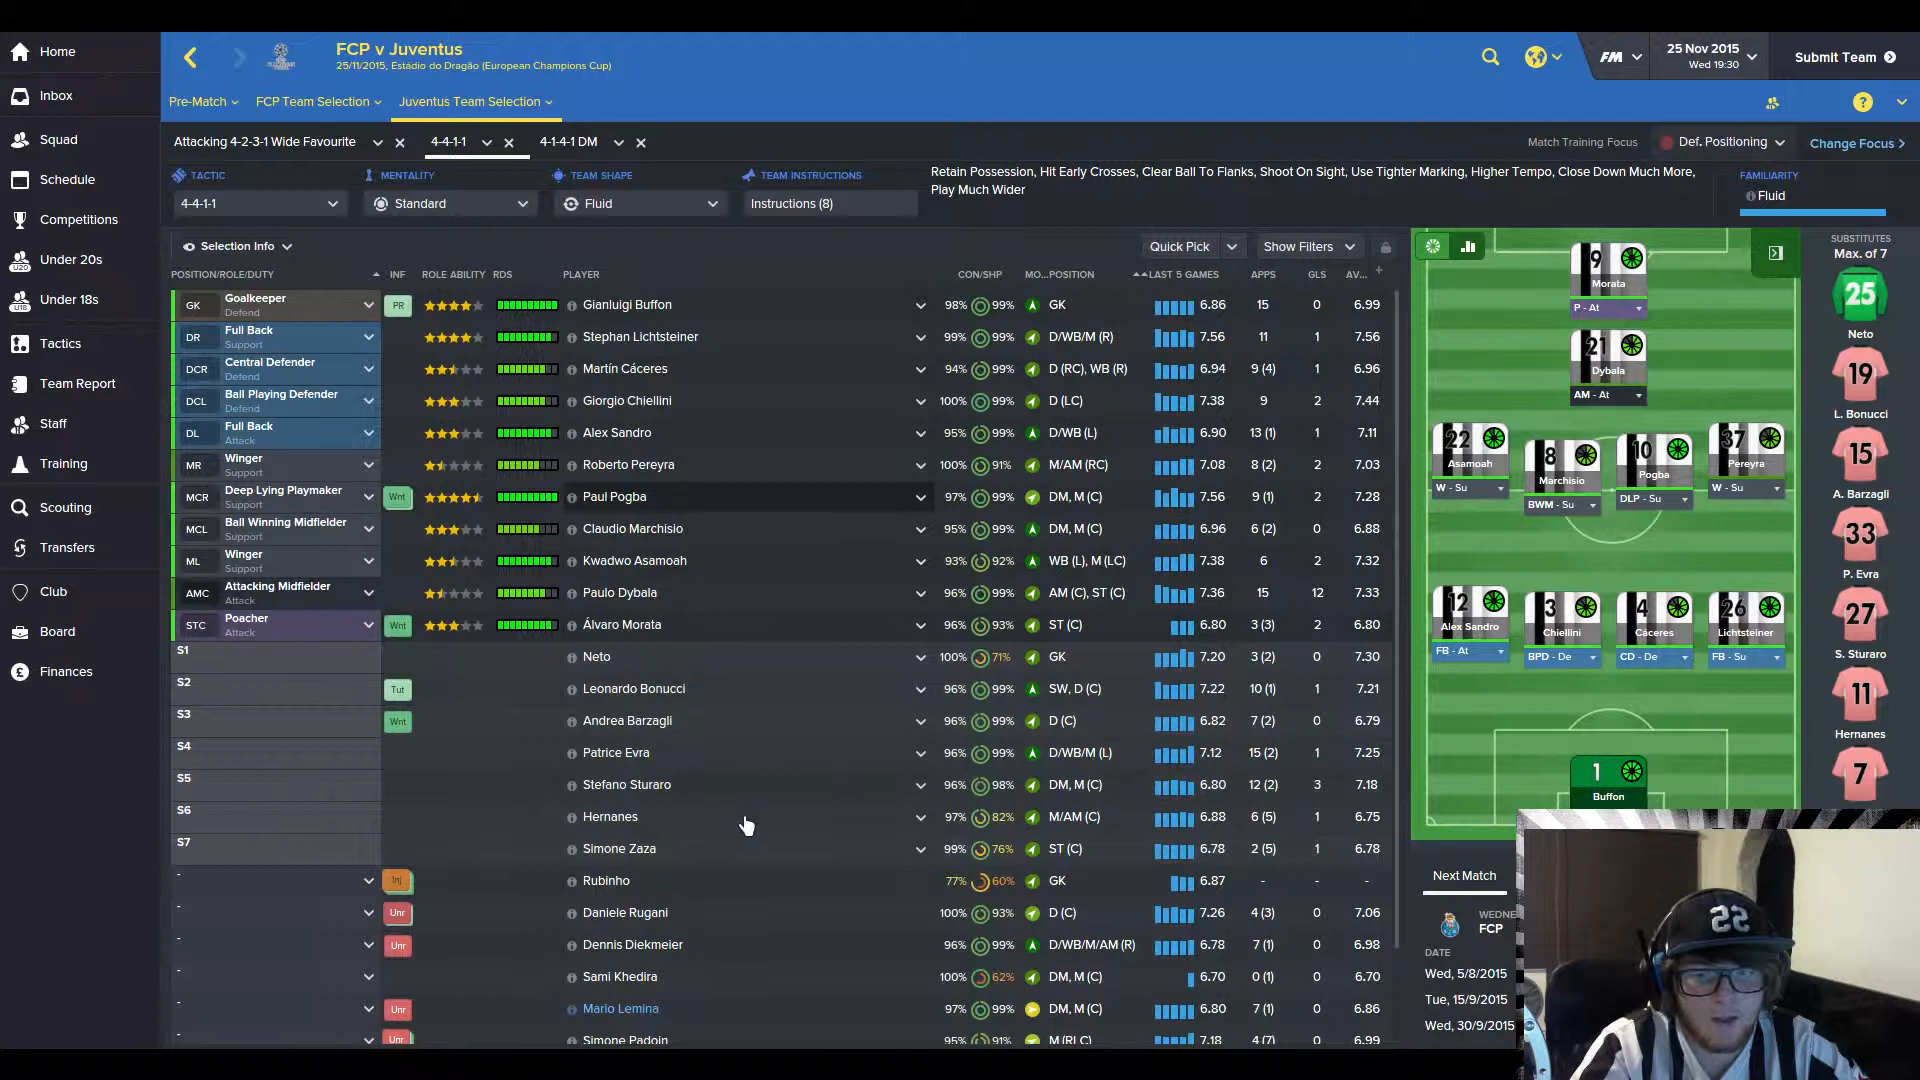 Home
Inbox
Squad
Schedule
Competitions
Under 20s
Under 18s
Tactics
Team Report
Staff
Training
Scouting
Transfers
Club
Board
Finances
FCP v Juventus
25/11/2015, Estádio do Dragão (European Champions Cup)
FM
25 Nov 2015
Wed 19:30
Submit Team
Pre-Match
FCP Team Selection
Juventus Team Selection
?
Attacking 4-2-3-1 Wide Favourite
4-4-1-1
4-1-4-1 DM
Match Training Focus
Def. Positioning
Change Focus >
TACTIC
MENTALITY
TEAM SHAPE
TEAM INSTRUCTIONS
4-4-1-1
Standard
Fluid
Instructions (8)
Retain Possession, Hit Early Crosses, Clear Ball To Flanks, Shoot On Sight, Use Tighter Marking, Higher Tempo, Close Down Much More,
Play Much Wider
FAMILIARITY
Fluid
Selection Info
Quick Pick
Show Filters
POSITION/ROLE/DUTY INF ROLE ABILITY RDS PLAYER CON/SHP MO... POSITION LAST 5 GAMES APPS GLS AV...
GK Goalkeeper Defend PR Gianluigi Buffon 98% 99% GK 6.86 15 0 6.99
DR Full Back Support Stephan Lichtsteiner 99% 99% D/WB/M (R) 7.56 11 1 7.56
DCR Central Defender Defend Martín Cáceres 94% 99% D (RC), WB (R) 6.94 9 (4) 1 6.96
DCL Ball Playing Defender Defend Giorgio Chiellini 100% 99% D (LC) 7.38 9 2 7.44
DL Full Back Attack Alex Sandro 95% 99% D/WB (L) 6.90 13 (1) 1 7.11
MR Winger Support Roberto Pereyra 100% 91% M/AM (RC) 7.08 8 (2) 2 7.03
MCR Deep Lying Playmaker Support Wnt Paul Pogba 97% 99% DM, M (C) 7.56 9 (1) 2 7.28
MCL Ball Winning Midfielder Support Claudio Marchisio 95% 99% DM, M (C) 6.96 6 (2) 0 6.88
ML Winger Support Kwadwo Asamoah 93% 92% WB (L), M (LC) 7.38 6 2 7.32
AMC Attacking Midfielder Attack Paulo Dybala 96% 99% AM (C), ST (C) 7.36 15 12 7.33
STC Poacher Attack Wnt Álvaro Morata 96% 93% ST (C) 6.80 3 (3) 2 6.80
S1 Neto 100% 71% GK 7.20 3 (2) 0 7.30
S2 Tut Leonardo Bonucci 96% 99% SW, D (C) 7.22 10 (1) 1 7.21
S3 Wnt Andrea Barzagli 96% 99% D (C) 6.82 7 (2) 0 6.79
S4 Patrice Evra 96% 99% D/WB/M (L) 7.12 15 (2) 1 7.25
S5 Stefano Sturaro 96% 98% DM, M (C) 6.80 12 (2) 3 7.18
S6 Hernanes 97% 82% M/AM (C) 6.88 6 (5) 1 6.75
S7 Simone Zaza 99% 76% ST (C) 6.78 2 (5) 1 6.78
- Inj Rubinho 77% 60% GK 6.87 - - -
- Unr Daniele Rugani 100% 93% D (C) 7.26 4 (3) 0 7.06
- Unr Dennis Diekmeier 96% 99% D/WB/M/AM (R) 6.78 7 (1) 0 6.98
- Sami Khedira 100% 62% DM, M (C) 6.70 0 (1) 0 6.70
- Unr Mario Lemina 97% 99% DM, M (C) 6.80 7 (1) 0 6.86
- Unr Simone Padoin 95% 91% M (RLC) 7.18 4 (7) 0 6.99
9
Morata
P - At
21
Dybala
AM - At
22
Asamoah
W - Su
8
Marchisio
BWM - Su
10
Pogba
DLP - Su
37
Pereyra
W - Su
12
Alex Sandro
FB - At
3
Chiellini
BPD - De
4
Cáceres
CD - De
26
Lichtsteiner
FB - Su
1
Buffon
SUBSTITUTES
Max. of 7
25
Neto
19
L. Bonucci
15
A. Barzagli
33
P. Evra
27
S. Sturaro
11
Hernanes
7
Next Match
WEDNE
FCP
DATE
Wed, 5/8/2015
Tue, 15/9/2015
Wed, 30/9/2015